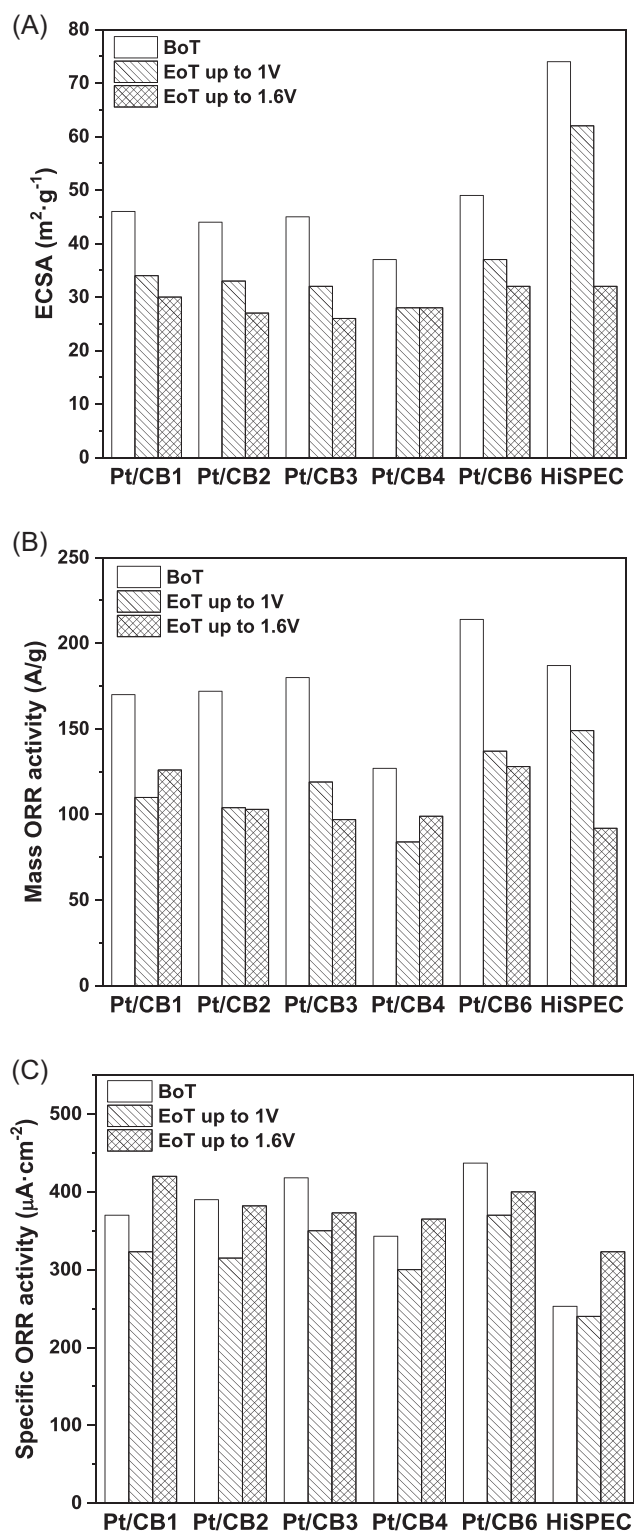 (A)
80
70
60
50
40
30
20
10
0
ECSA (m²·g⁻¹)
BoT
EoT up to 1V
EoT up to 1.6V
Pt/CB1 Pt/CB2 Pt/CB3 Pt/CB4 Pt/CB6 HiSPEC
(B)
250
200
150
100
50
0
Mass ORR activity (A/g)
BoT
EoT up to 1V
EoT up to 1.6V
Pt/CB1 Pt/CB2 Pt/CB3 Pt/CB4 Pt/CB6 HiSPEC
(C)
500
400
300
200
100
0
Specific ORR activity (µA·cm⁻²)
BoT
EoT up to 1V
EoT up to 1.6V
Pt/CB1 Pt/CB2 Pt/CB3 Pt/CB4 Pt/CB6 HiSPEC